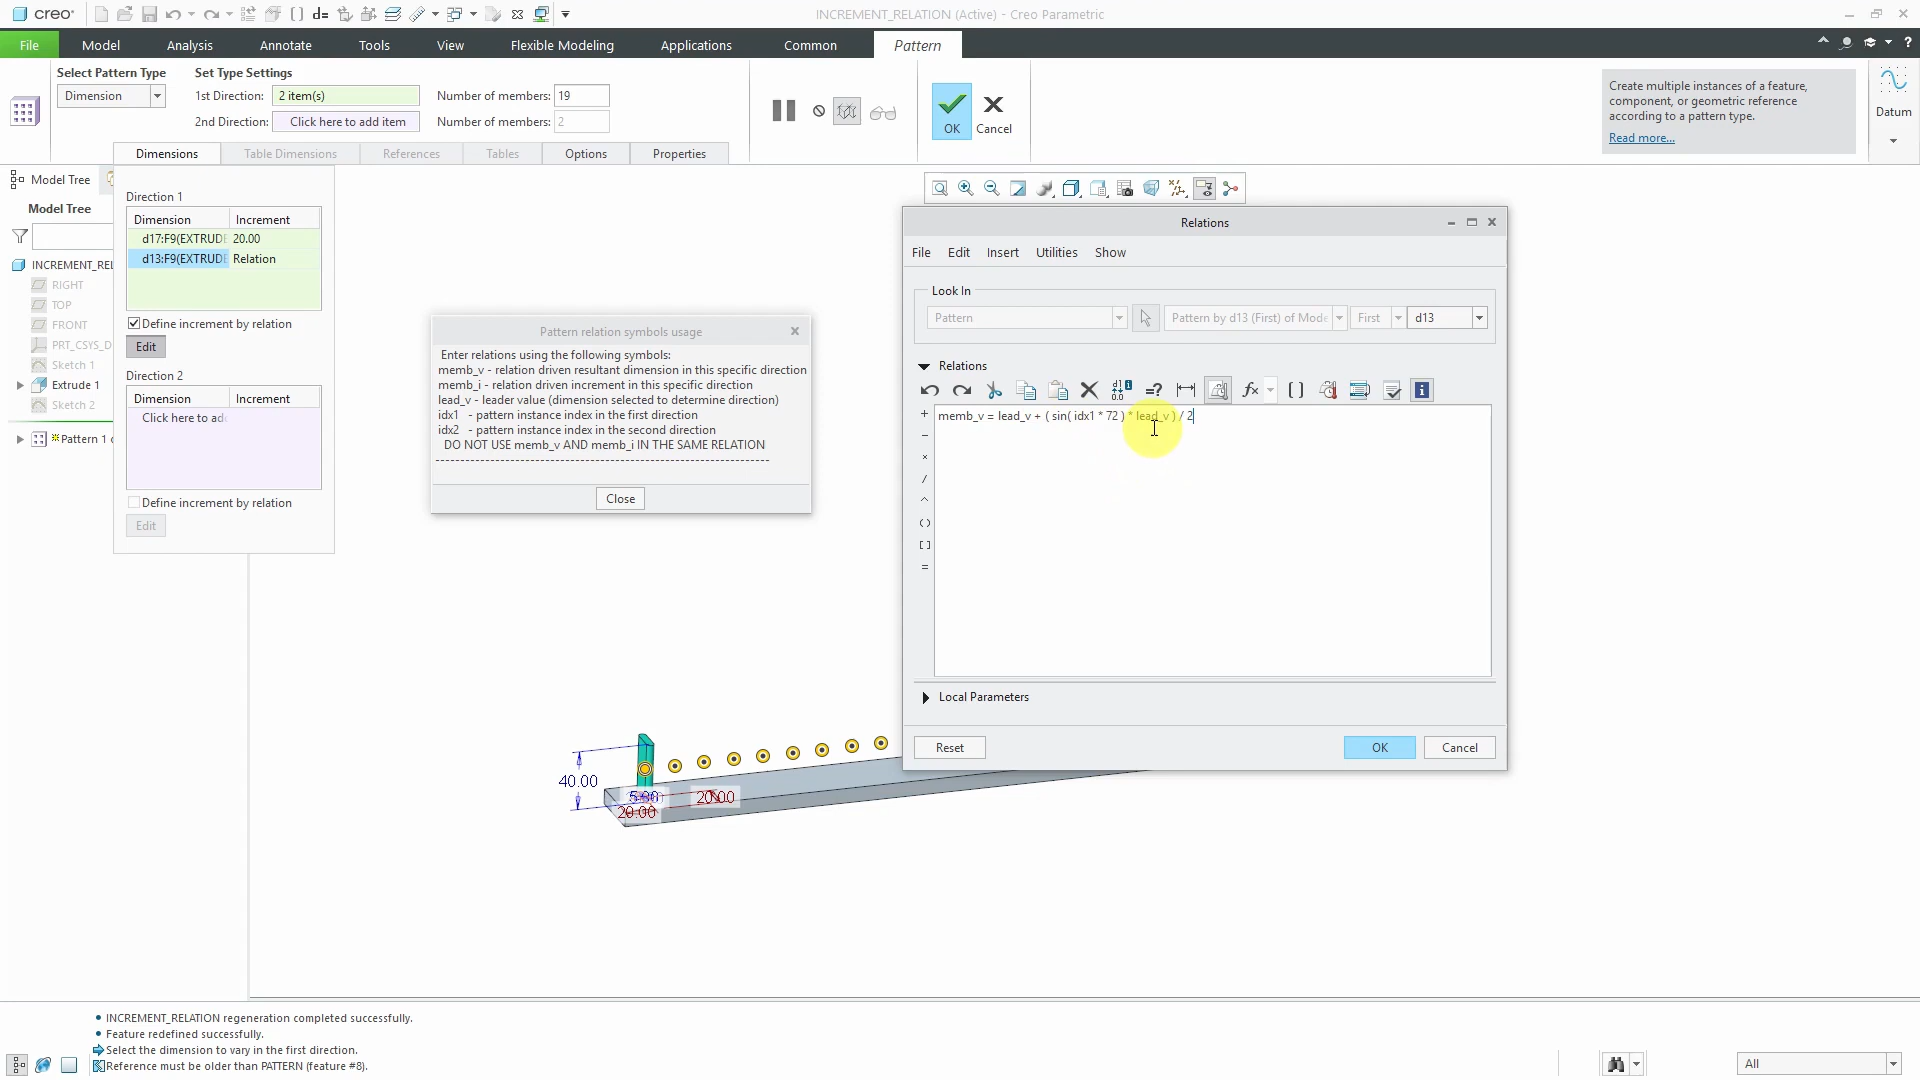 creo
INCREMENT_RELATION (Active) - Creo Parametric
File Model Analysis Annotate Tools View Flexible Modeling Applications Common Pattern
Select Pattern Type
Dimension
Set Type Settings
1st Direction: 2 item(s) Number of members: 19
2nd Direction: Click here to add item Number of members: 2
OK Cancel
Create multiple instances of a feature,
component, or geometric reference
according to a pattern type.
Read more...
Datum
Dimensions Table Dimensions References Tables Options Properties
Model Tree
Model Tree
INCREMENT_REL
RIGHT
TOP
FRONT
PRT_CSYS_D
Sketch 1
Extrude 1
Sketch 2
Pattern 1
Direction 1
Dimension Increment
d17:F9(EXTRUDE 20.00
d13:F9(EXTRUDE Relation
Define increment by relation
Edit
Direction 2
Dimension Increment
Click here to add
Define increment by relation
Edit
Pattern relation symbols usage
Enter relations using the following symbols:
memb_v - relation driven resultant dimension in this specific direction
memb_i - relation driven increment in this specific direction
lead_v - leader value (dimension selected to determine direction)
idx1 - pattern instance index in the first direction
idx2 - pattern instance index in the second direction
DO NOT USE memb_v AND memb_i IN THE SAME RELATION
--------------------------------------------------------------
Close
Relations
File Edit Insert Utilities Show
Look In
Pattern Pattern by d13 (First) of Mode First d13
Relations
memb_v = lead_v + ( sin( idx1 * 72 ) * lead_v ) / 2
Local Parameters
Reset OK Cancel
40.00
5.00
20.00
20.00
INCREMENT_RELATION regeneration completed successfully.
Feature redefined successfully.
Select the dimension to vary in the first direction.
Reference must be older than PATTERN (feature #8).
All